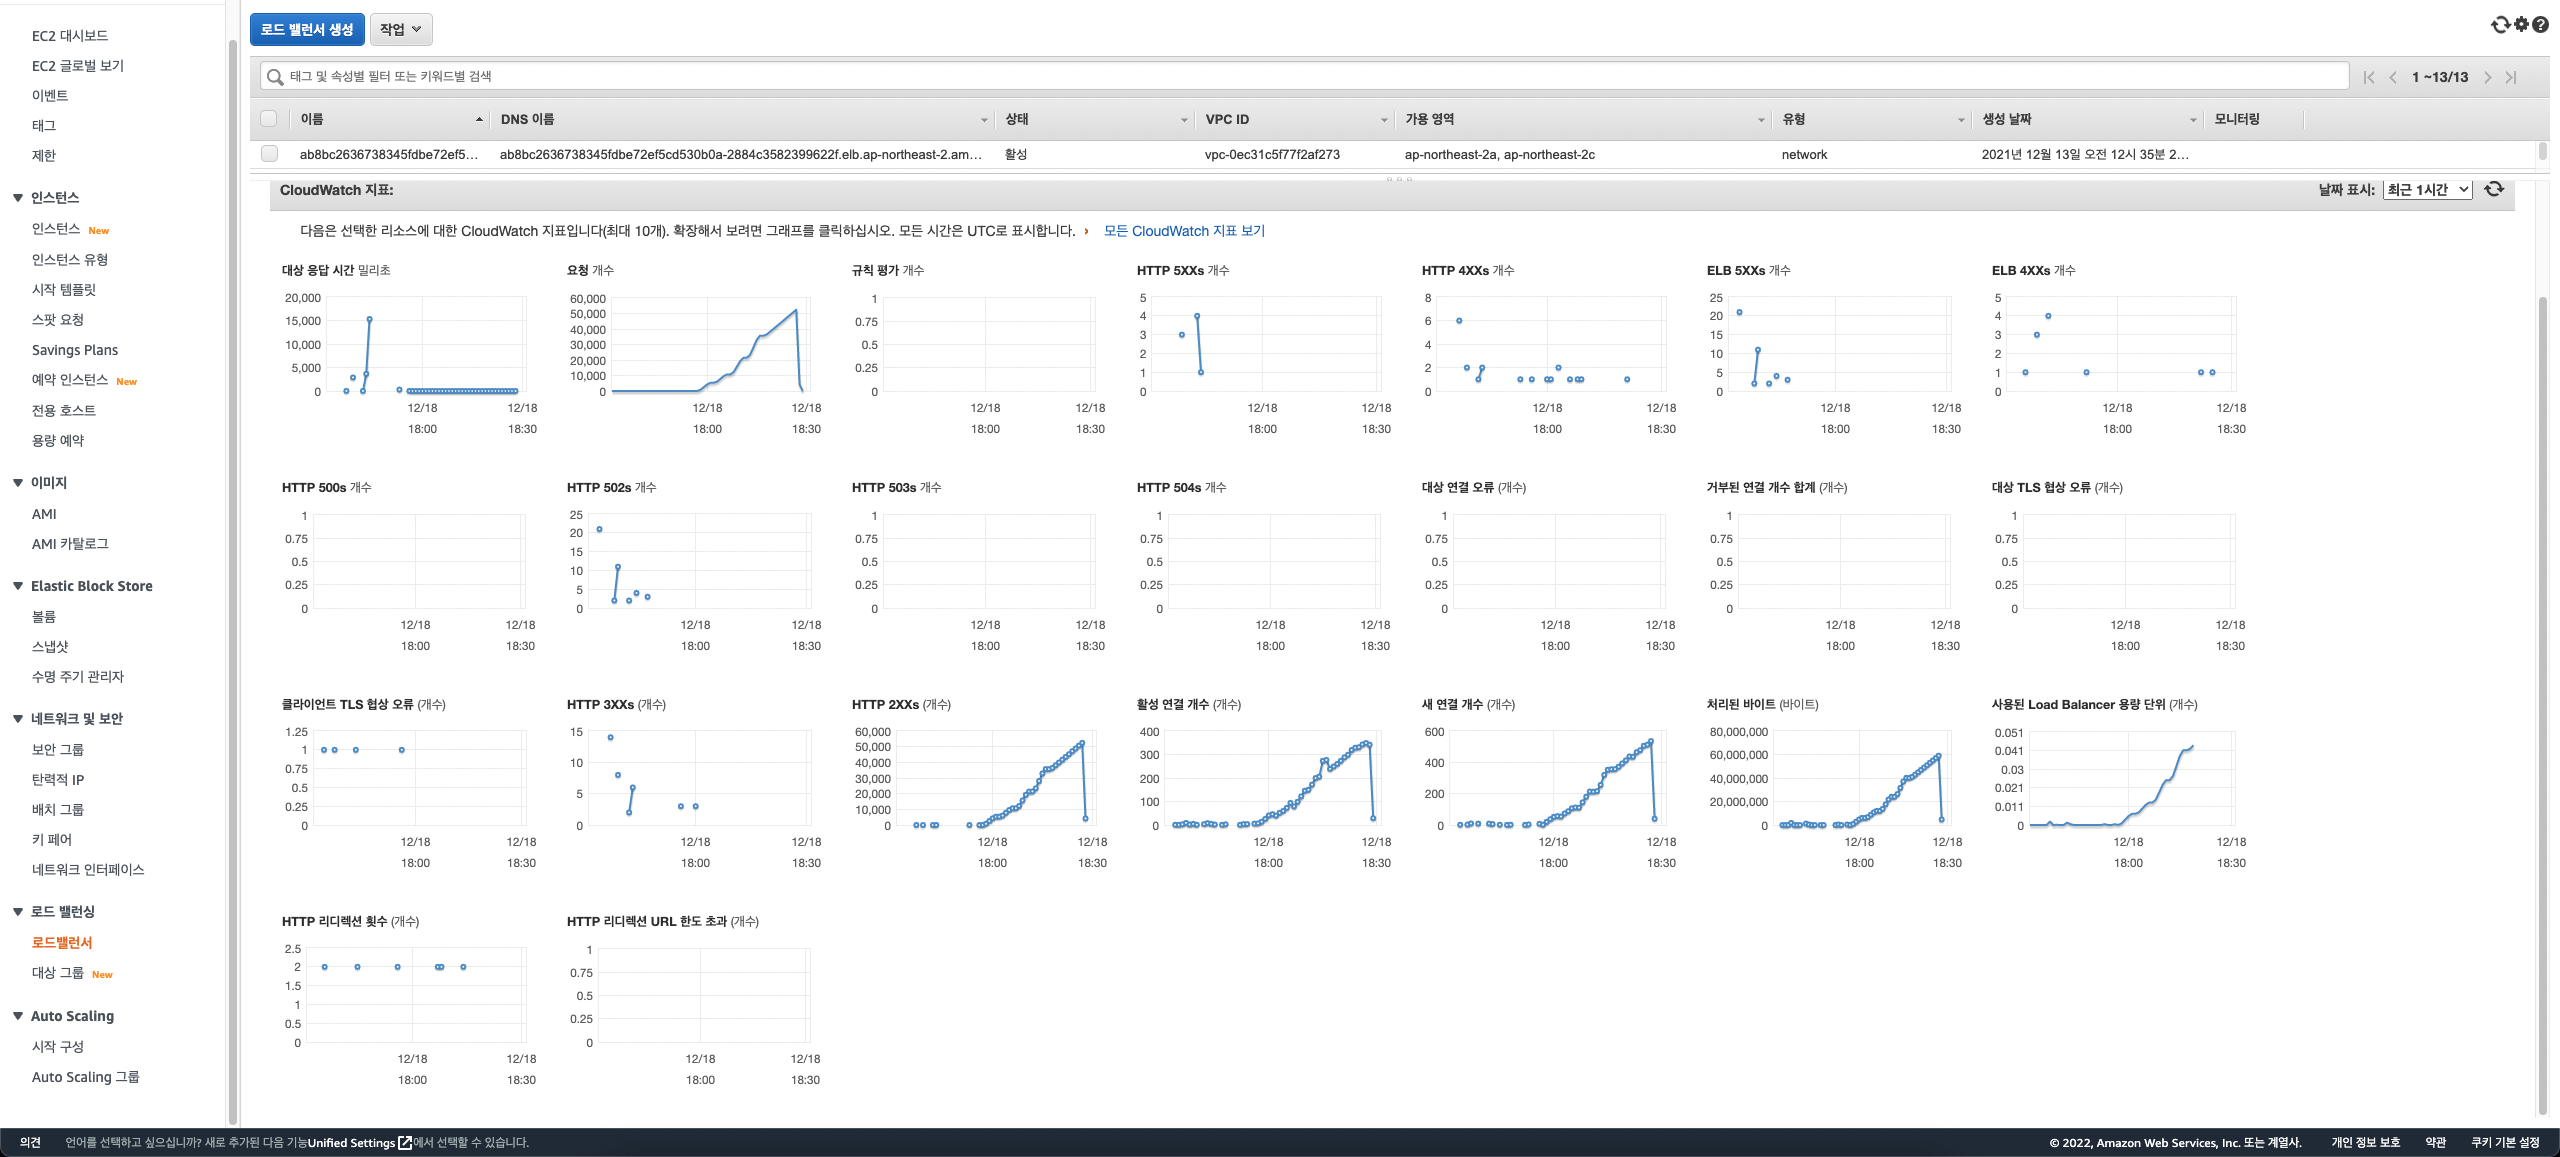 EC2 대시보드
EC2 글로벌 보기
이벤트
태그
제한
인스턴스
인스턴스 New
인스턴스 유형
시작 템플릿
스팟 요청
Savings Plans
예약 인스턴스 New
전용 호스트
용량 예약
이미지
AMI
AMI 카탈로그
Elastic Block Store
볼륨
스냅샷
수명 주기 관리자
네트워크 및 보안
보안 그룹
탄력적 IP
배치 그룹
키 페어
네트워크 인터페이스
로드 밸런싱
로드밸런서
대상 그룹 New
Auto Scaling
시작 구성
Auto Scaling 그룹
로드 밸런서 생성 작업
태그 및 속성별 필터 또는 키워드별 검색 1 ~13/13
이름 DNS 이름 상태 VPC ID 가용 영역 유형 생성 날짜 모니터링
ab8bc2636738345fdbe72ef5... ab8bc2636738345fdbe72ef5cd530b0a-2884c3582399622f.elb.ap-northeast-2.am... 활성 vpc-0ec31c5f77f2af273 ap-northeast-2a, ap-northeast-2c network 2021년 12월 13일 오전 12시 35분 2...
CloudWatch 지표: 날짜 표시: 최근 1시간
다음은 선택한 리소스에 대한 CloudWatch 지표입니다(최대 10개). 확장해서 보려면 그래프를 클릭하십시오. 모든 시간은 UTC로 표시합니다. 모든 CloudWatch 지표 보기
대상 응답 시간 밀리초
20,000
15,000
10,000
5,000
0
12/18 12/18
18:00 18:30
요청 개수
60,000
50,000
40,000
30,000
20,000
10,000
0
12/18 12/18
18:00 18:30
규칙 평가 개수
1
0.75
0.5
0.25
0
12/18 12/18
18:00 18:30
HTTP 5XXs 개수
5
4
3
2
1
0
12/18 12/18
18:00 18:30
HTTP 4XXs 개수
8
6
4
2
0
12/18 12/18
18:00 18:30
ELB 5XXs 개수
25
20
15
10
5
0
12/18 12/18
18:00 18:30
ELB 4XXs 개수
5
4
3
2
1
0
12/18 12/18
18:00 18:30
HTTP 500s 개수
1
0.75
0.5
0.25
0
12/18 12/18
18:00 18:30
HTTP 502s 개수
25
20
15
10
5
0
12/18 12/18
18:00 18:30
HTTP 503s 개수
1
0.75
0.5
0.25
0
12/18 12/18
18:00 18:30
HTTP 504s 개수
1
0.75
0.5
0.25
0
12/18 12/18
18:00 18:30
대상 연결 오류 (개수)
1
0.75
0.5
0.25
0
12/18 12/18
18:00 18:30
거부된 연결 개수 합계 (개수)
1
0.75
0.5
0.25
0
12/18 12/18
18:00 18:30
대상 TLS 협상 오류 (개수)
1
0.75
0.5
0.25
0
12/18 12/18
18:00 18:30
클라이언트 TLS 협상 오류 (개수)
1.25
1
0.75
0.5
0.25
0
12/18 12/18
18:00 18:30
HTTP 3XXs (개수)
15
10
5
0
12/18 12/18
18:00 18:30
HTTP 2XXs (개수)
60,000
50,000
40,000
30,000
20,000
10,000
0
12/18 12/18
18:00 18:30
활성 연결 개수 (개수)
400
300
200
100
0
12/18 12/18
18:00 18:30
새 연결 개수 (개수)
600
400
200
0
12/18 12/18
18:00 18:30
처리된 바이트 (바이트)
80,000,000
60,000,000
40,000,000
20,000,000
0
12/18 12/18
18:00 18:30
사용된 Load Balancer 용량 단위 (개수)
0.051
0.041
0.03
0.021
0.011
0
12/18 12/18
18:00 18:30
HTTP 리디렉션 횟수 (개수)
2.5
2
1.5
1
0.5
0
12/18 12/18
18:00 18:30
HTTP 리디렉션 URL 한도 초과 (개수)
1
0.75
0.5
0.25
0
12/18 12/18
18:00 18:30
의견 언어를 선택하고 싶으십니까? 새로 추가된 다음 기능Unified Settings에서 선택할 수 있습니다. © 2022, Amazon Web Services, Inc. 또는 계열사. 개인 정보 보호 약관 쿠키 기본 설정